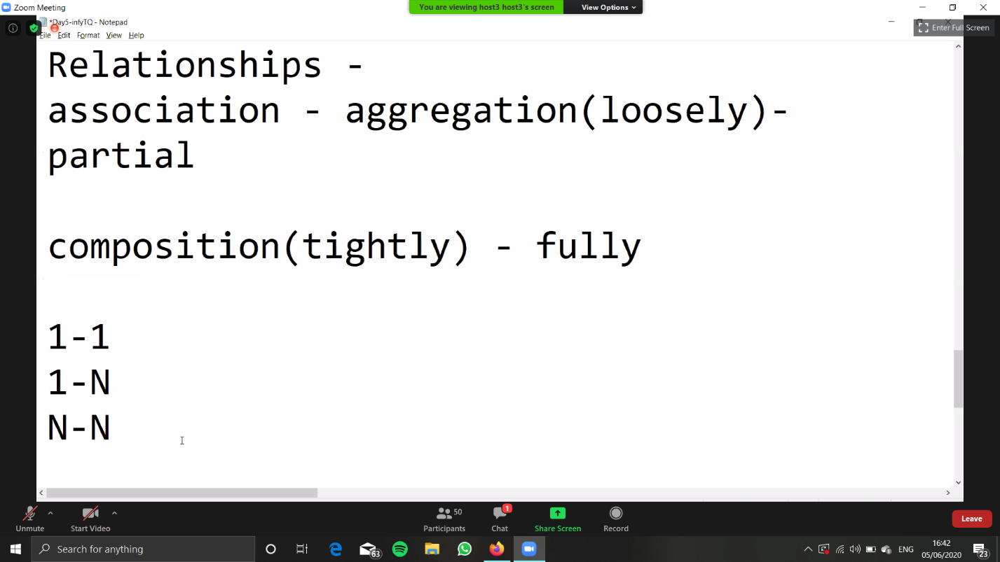 Zoom Meeting
You are viewing host3 host3's screen
View Options
*Day5-infyTQ - Notepad
File Edit Format View Help
Enter Full Screen
Relationships -
association - aggregation(loosely)-
partial
composition(tightly) - fully
1-1
1-N
N-N
Unmute
Start Video
50
Participants
1
Chat
Share Screen
Record
Leave
Search for anything
63
ENG
16:42
05/06/2020
23